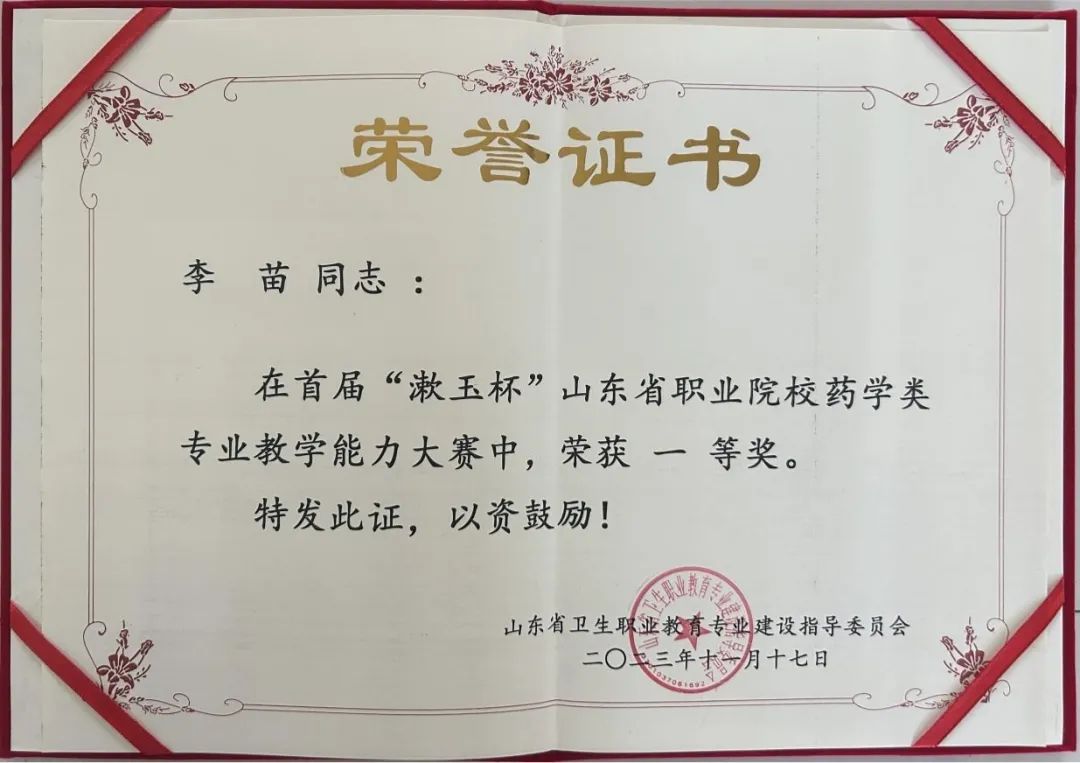 荣誉证书
李 苗 同志：
在首届“漱玉杯”山东省职业院校药学类
专业教学能力大赛中，荣获 一 等奖。
特发此证，以资鼓励！
山东省卫生职业教育专业建设指导委员会
二〇二三年十一月十七日